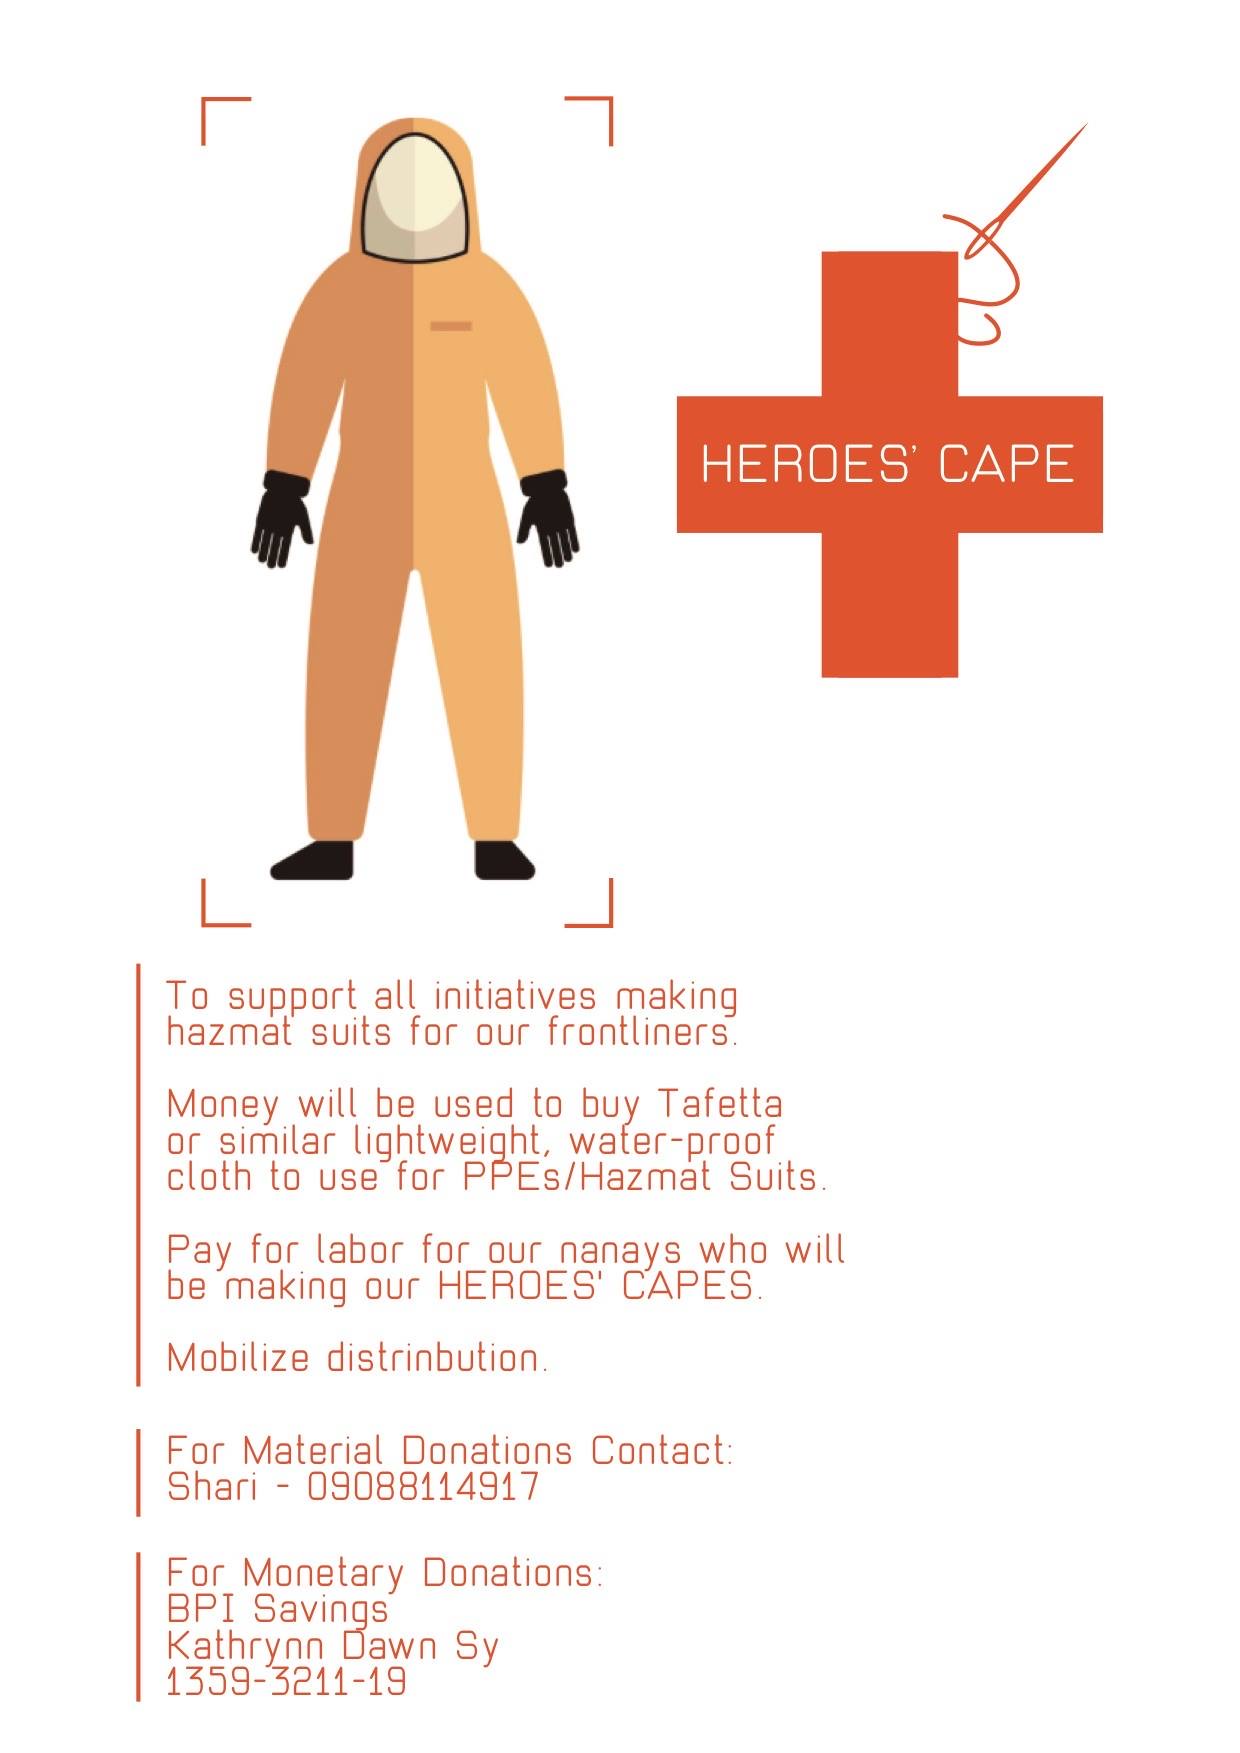 HEROES' CAPE
To support all initiatives making
hazmat suits for our frontliners.
Money will be used to buy Tafetta
or similar lightweight, water-proof
cloth to use for PPEs/Hazmat Suits.
Pay for labor for our nanays who will
be making our HEROES' CAPES.
Mobilize distrinbution.
For Material Donations Contact:
Shari - 09088114917
For Monetary Donations:
BPI Savings
Kathrynn Dawn Sy
1359-3211-19